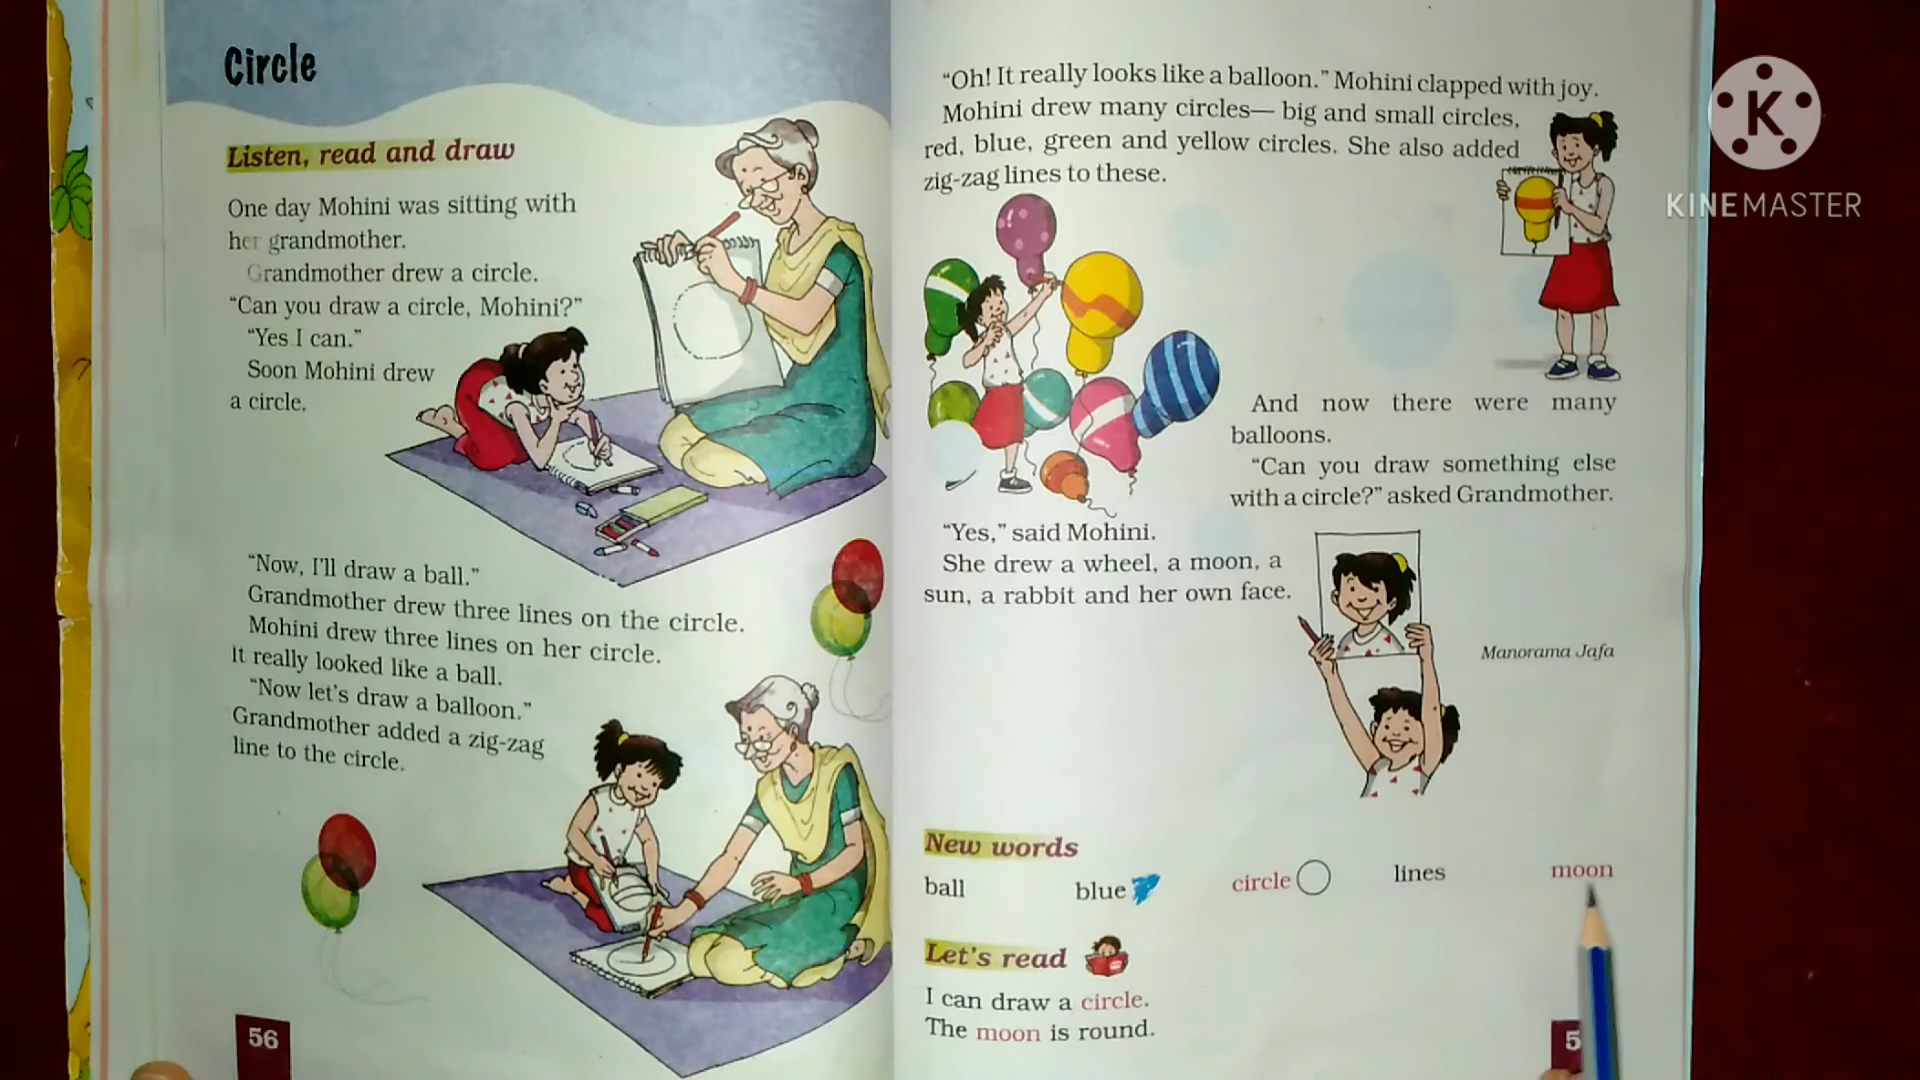 Circle
Listen, read and draw
One day Mohini was sitting with
her grandmother.
Grandmother drew a circle.
“Can you draw a circle, Mohini?”
“Yes I can.”
Soon Mohini drew
a circle.
“Now, I’ll draw a ball.”
Grandmother drew three lines on the circle.
Mohini drew three lines on her circle.
It really looked like a ball.
“Now let’s draw a balloon.”
Grandmother added a zig-zag
line to the circle.
56
“Oh! It really looks like a balloon.” Mohini clapped with joy.
Mohini drew many circles— big and small circles,
red, blue, green and yellow circles. She also added
zig-zag lines to these.
And now there were many
balloons.
“Can you draw something else
with a circle?” asked Grandmother.
“Yes,” said Mohini.
She drew a wheel, a moon, a
sun, a rabbit and her own face.
Manorama Jafa
New words
ball blue circle lines moon
Let’s read
I can draw a circle.
The moon is round.
5
K
KINEMASTER